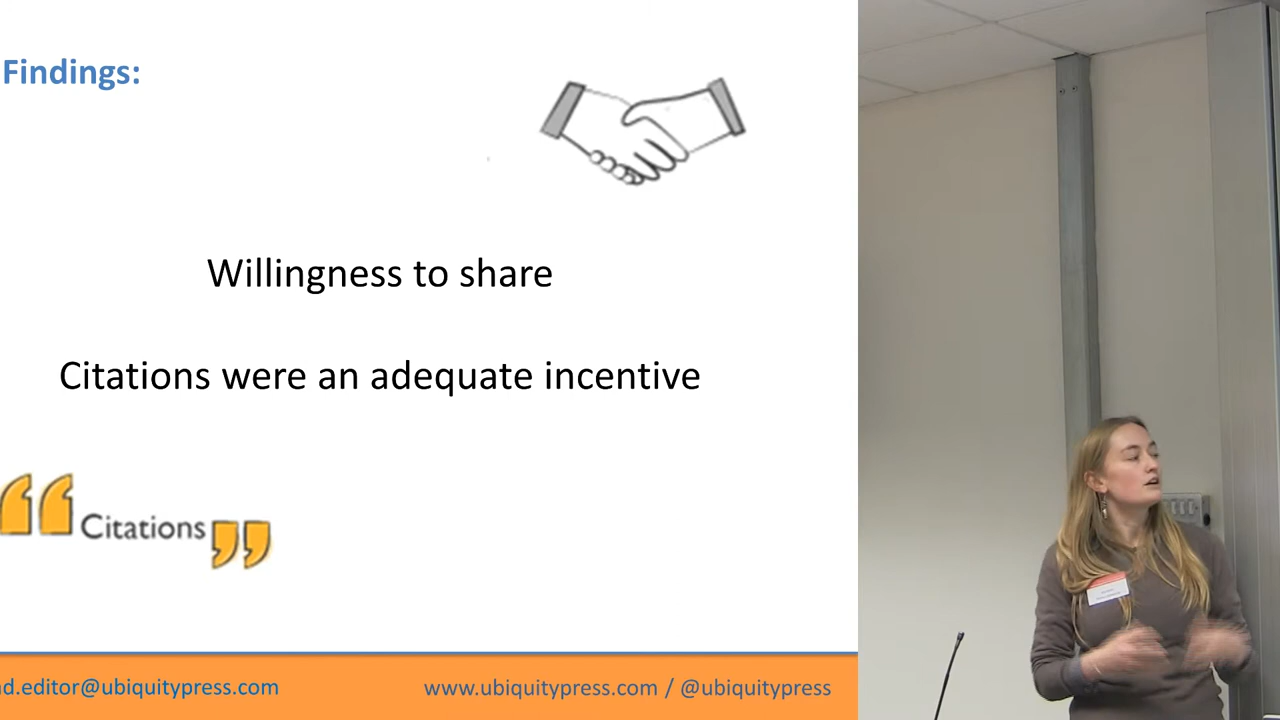 Findings:
Willingness to share
Citations were an adequate incentive
“ Citations ”
d.editor@ubiquitypress.com
www.ubiquitypress.com / @ubiquitypress